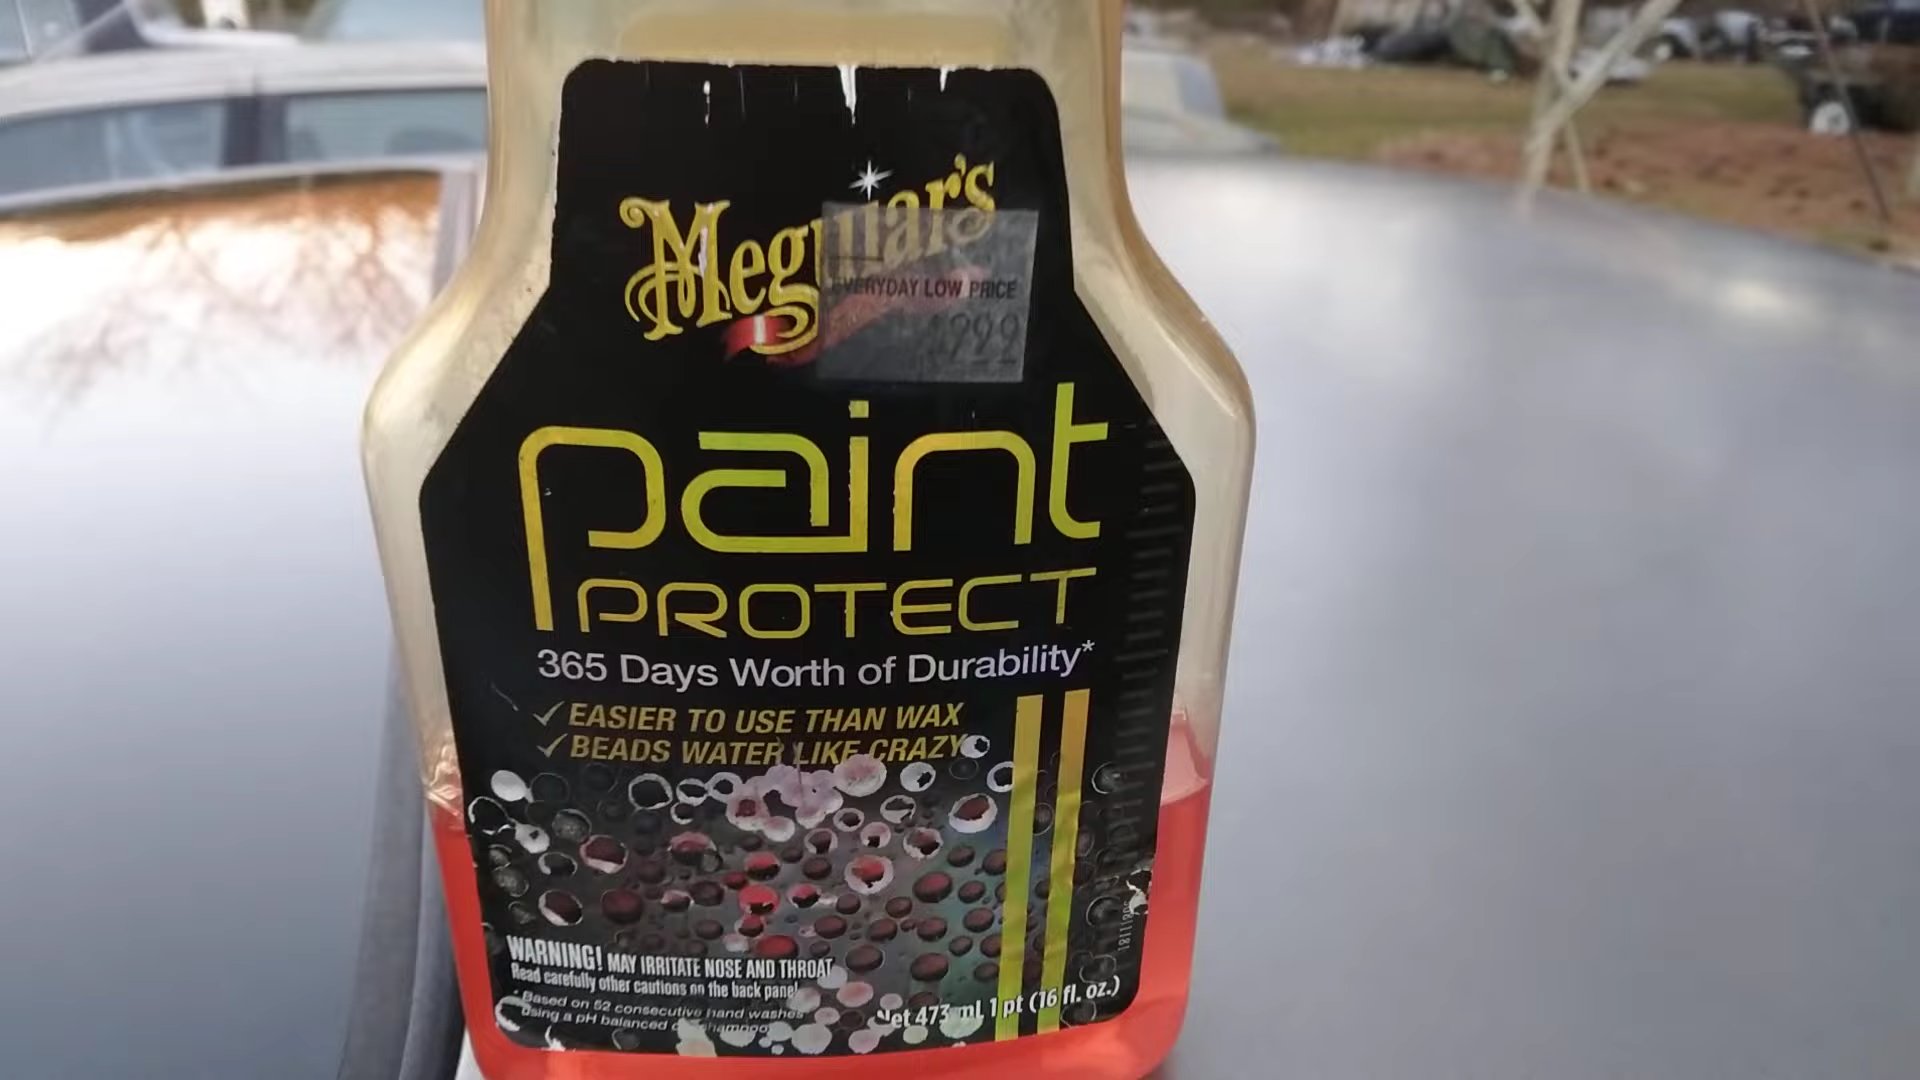 Meguiar's
EVERYDAY LOW PRICE
paint
PROTECT
365 Days Worth of Durability*
✓ EASIER TO USE THAN WAX
✓ BEADS WATER LIKE CRAZY
WARNING! MAY IRRITATE NOSE AND THROAT
Read carefully other cautions on the back panel
*Based on 52 consecutive hand washes
using a pH balanced shampoo
Net 473 mL 1 pt (16 fl. oz.)